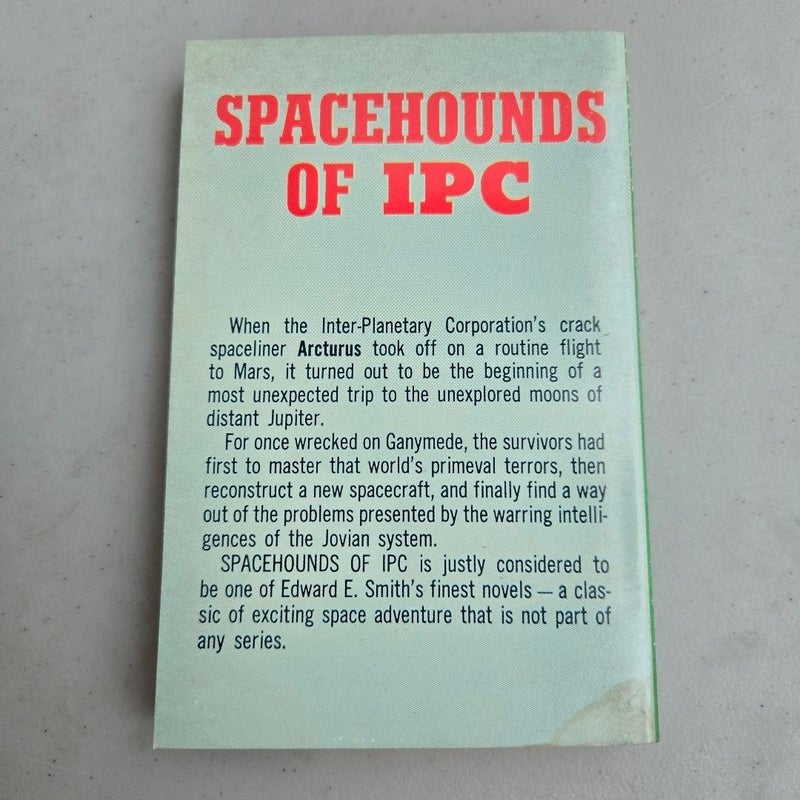 SPACEHOUNDS
OF IPC
When the Inter-Planetary Corporation's crack
spaceliner Arcturus took off on a routine flight
to Mars, it turned out to be the beginning of a
most unexpected trip to the unexplored moons of
distant Jupiter.
For once wrecked on Ganymede, the survivors had
first to master that world's primeval terrors, then
reconstruct a new spacecraft, and finally find a way
out of the problems presented by the warring intelli-
gences of the Jovian system.
SPACEHOUNDS OF IPC is justly considered to
be one of Edward E. Smith's finest novels — a clas-
sic of exciting space adventure that is not part of
any series.